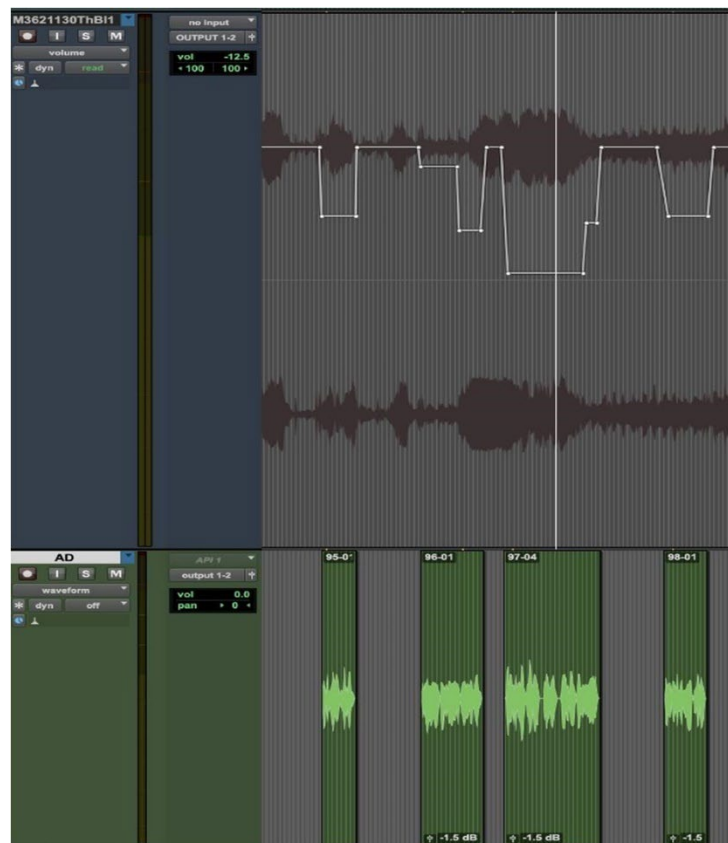 M3621130ThBl1
no input
I S M
OUTPUT 1-2
volume
vol -12.5
dyn read
100 100
95-0
96-01
97-04
98-01
AD
API 1
I S M
output 1-2
waveform
vol 0.0
dyn off
pan 0
-1.5 dB
-1.5 dB
-1.5